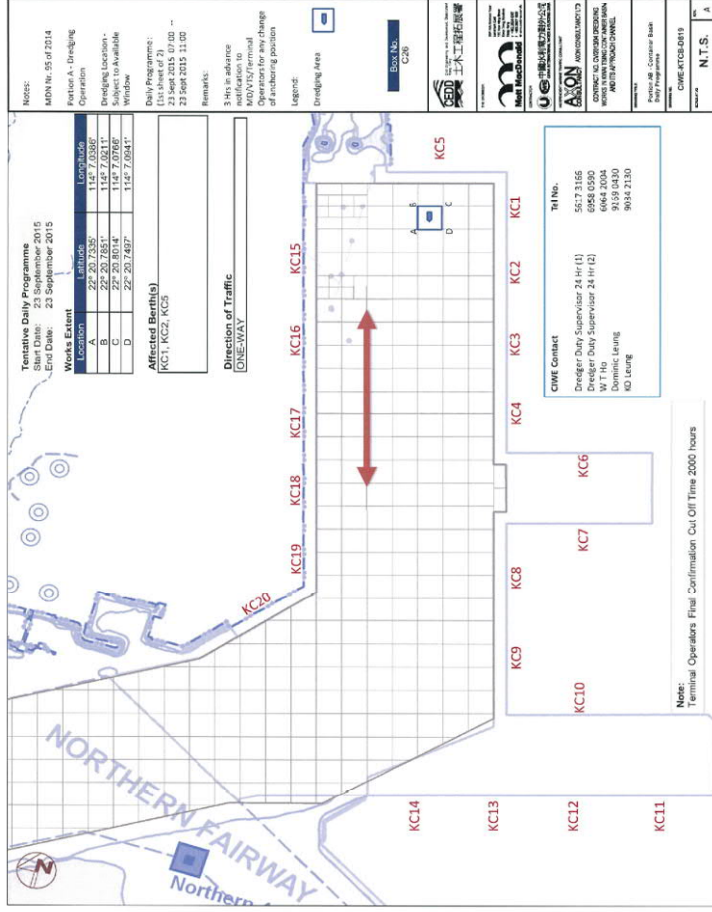 Tentative Daily Programme
Start Date: 23 September 2015
End Date: 23 September 2015
Works Extent
Location Latitude Longitude
A 22° 20.7335' 114° 7.0386'
B 22° 20.7851' 114° 7.0211'
C 22° 20.8014' 114° 7.0766'
D 22° 20.7497' 114° 7.0941'
Affected Berth(s)
KC1, KC2, KC5
Direction of Traffic
ONE-WAY
Notes:
MDN Nr. 95 of 2014
Portion A - Dredging
Operation
Dredging Location -
Subject to Available
Window
Daily Programme:
(1st sheet of 2)
23 Sept 2015 07:00 --
23 Sept 2015 11:00
Remarks:
3 Hrs in advance
notification to
MD/VTS/Terminal
Operators for any change
of anchoring position
Legend:
Dredging Area
Box No.
C26
CEDD
土木工程拓展署
Mott MacDonald
AXON
CONSULTANCY
AXON CONSULTANCY LTD
Portion AB - Container Basin
Daily Programme
CIWE-KTCB-D819
N.T.S.
A
KC20
KC19
KC18
KC17
KC16
KC15
KC5
A
B
C
D
KC1
KC2
KC3
KC4
KC6
KC7
KC8
KC9
KC10
KC14
KC13
KC12
KC11
NORTHERN FAIRWAY
Northern
N
CIWE Contact Tel No.
Dredger Duty Supervisor 24 Hr (1) 5617 3166
Dredger Duty Supervisor 24 Hr (2) 6958 0590
W T Ho 6064 2004
Dominic Leung 9169 0430
KD Leung 9034 2130
Note:
Terminal Operators Final Confirmation Cut Off Time 2000 hours